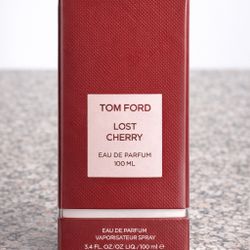 TOM FORD
LOST
CHERRY
EAU DE PARFUM
100 ML
EAU DE PARFUM
VAPORISATEUR SPRAY
3.4 FL.OZ/OZ LIQ./100 ml ℮